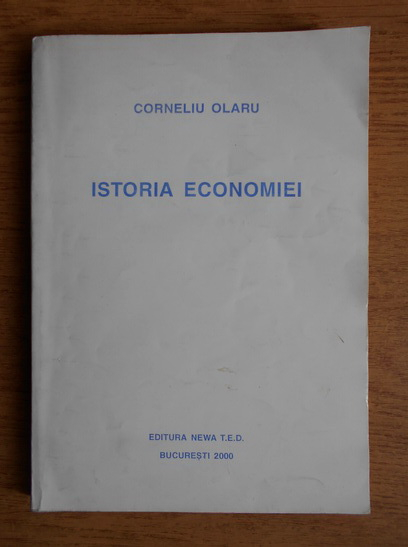 CORNELIU OLARU
ISTORIA ECONOMIEI
EDITURA NEWA T.E.D.
BUCUREȘTI 2000